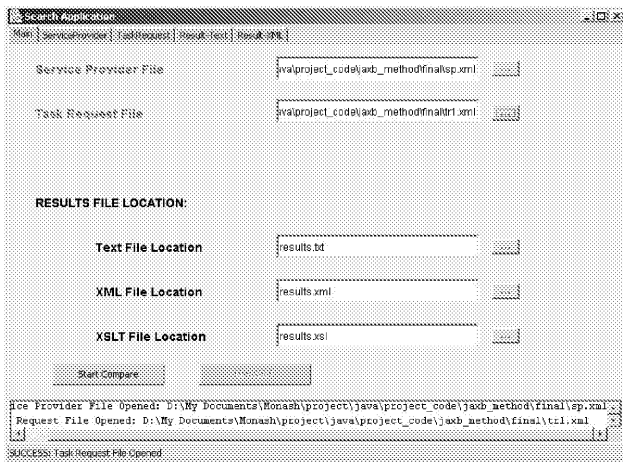 Search Application
Main ServiceProvider TaskRequest Result-Text Result-XML
Service Provider File ava\project_code\jaxb_method\final\sp.xml ...
Task Request File ava\project_code\jaxb_method\final\tr1.xml ...
RESULTS FILE LOCATION:
Text File Location results.txt ...
XML File Location results.xml ...
XSLT File Location results.xsl ...
Start Compare
ice Provider File Opened: D:\My Documents\Monash\project\java\project_code\jaxb_method\final\sp.xml
Request File Opened: D:\My Documents\Monash\project\java\project_code\jaxb_method\final\tr1.xml
SUCCESS: Task Request File Opened